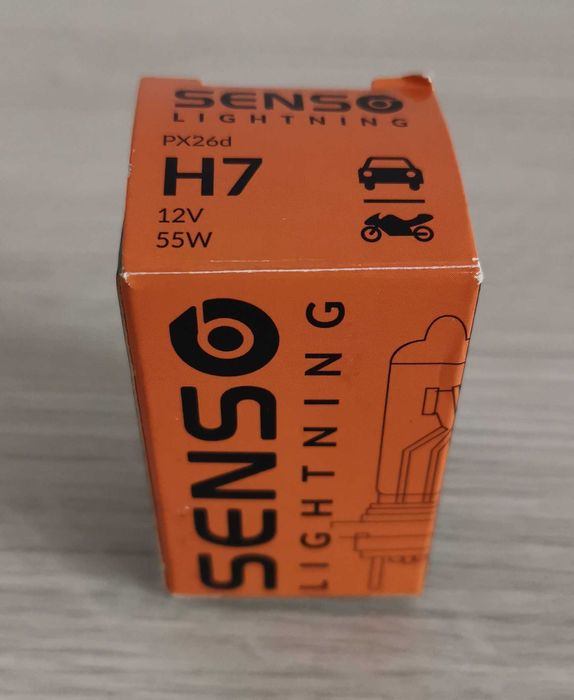 SENSO
LIGHTNING
PX26d
H7
12V
55W
SENSO
LIGHTNING